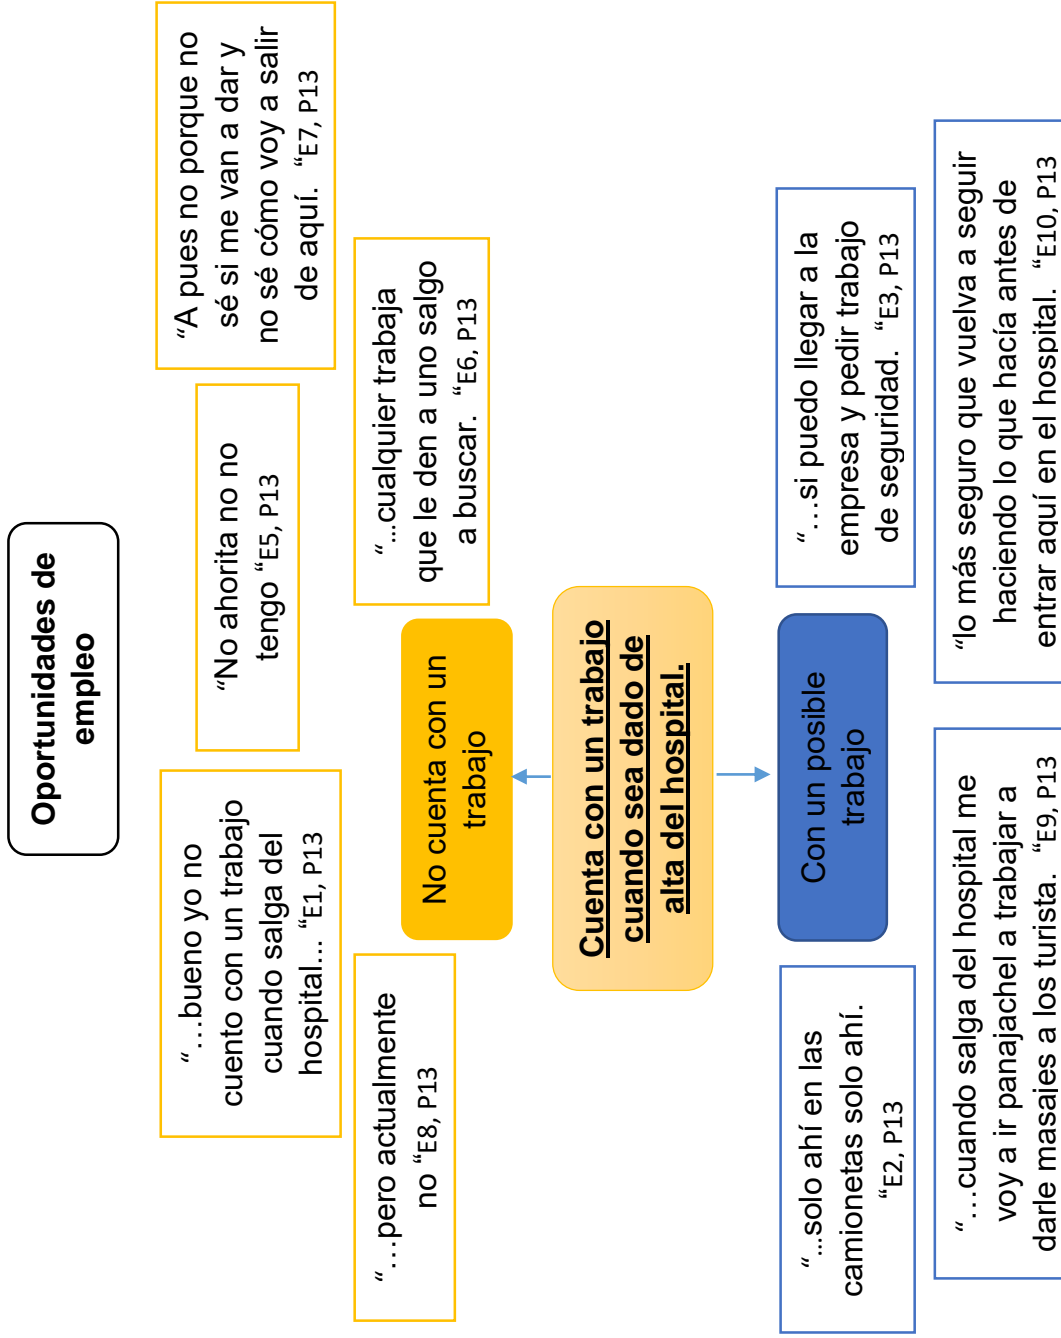 Oportunidades de
empleo
“…bueno yo no
cuento con un trabajo
cuando salga del
hospital… “E1, P13
“No ahorita no no
tengo “E5, P13
“A pues no porque no
sé si me van a dar y
no sé cómo voy a salir
de aquí. “E7, P13
“…pero actualmente
no “E8, P13
No cuenta con un
trabajo
“…cualquier trabaja
que le den a uno salgo
a buscar. “E6, P13
Cuenta con un trabajo
cuando sea dado de
alta del hospital.
“…solo ahí en las
camionetas solo ahí.
“E2, P13
Con un posible
trabajo
“…si puedo llegar a la
empresa y pedir trabajo
de seguridad. “E3, P13
“…cuando salga del hospital me
voy a ir panajachel a trabajar a
darle masajes a los turista. “E9, P13
“lo más seguro que vuelva a seguir
haciendo lo que hacía antes de
entrar aquí en el hospital. “E10, P13